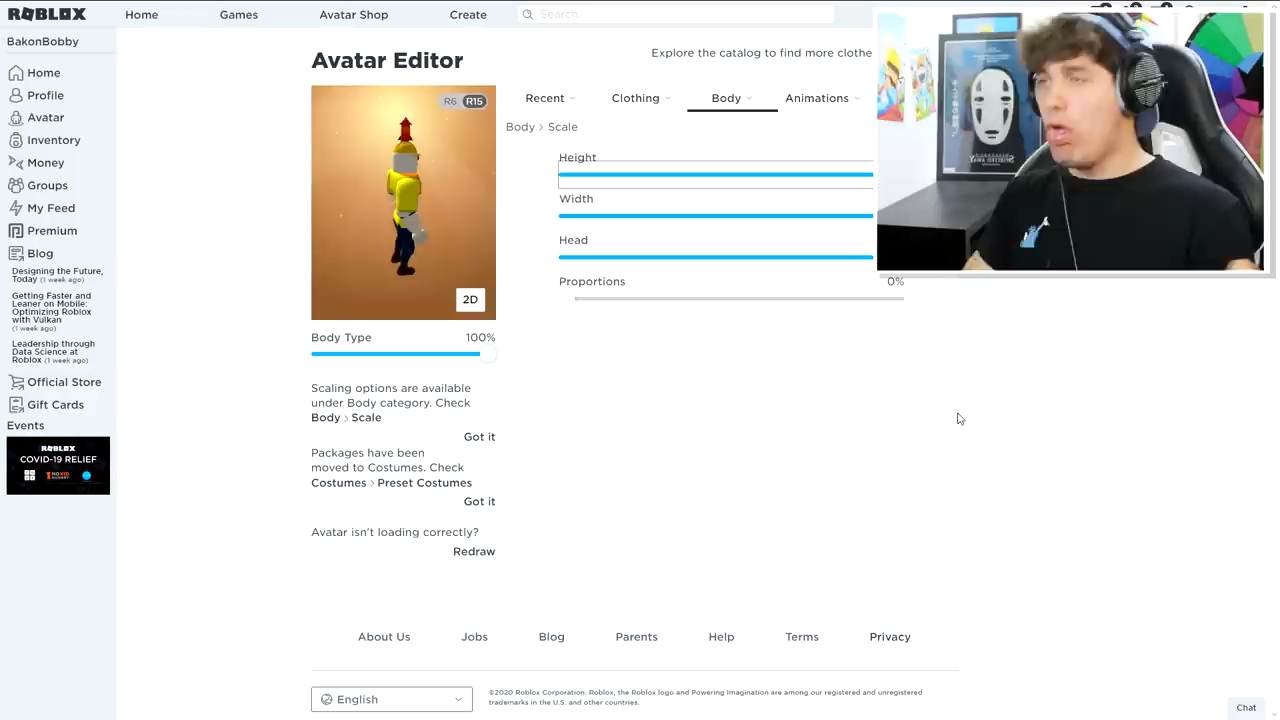 ROBLOX
Home
Games
Avatar Shop
Create
Search
BakonBobby
Home
Profile
Avatar
Inventory
Money
Groups
My Feed
Premium
Blog
Designing the Future,
Today (1 week ago)
Getting Faster and
Leaner on Mobile:
Optimizing Roblox
with Vulkan
(1 week ago)
Leadership through
Data Science at
Roblox (1 week ago)
Official Store
Gift Cards
Events
ROBLOX
COVID-19 RELIEF
Avatar Editor
Explore the catalog to find more clothe
R6 R15
2D
Recent
Clothing
Body
Animations
Body > Scale
Height
Width
Head
Proportions
0%
Body Type
100%
Scaling options are available
under Body category. Check
Body > Scale
Got it
Packages have been
moved to Costumes. Check
Costumes > Preset Costumes
Got it
Avatar isn't loading correctly?
Redraw
About Us
Jobs
Blog
Parents
Help
Terms
Privacy
English
©2020 Roblox Corporation. Roblox, the Roblox logo and Powering Imagination are among our registered and unregistered
trademarks in the U.S. and other countries.
Chat